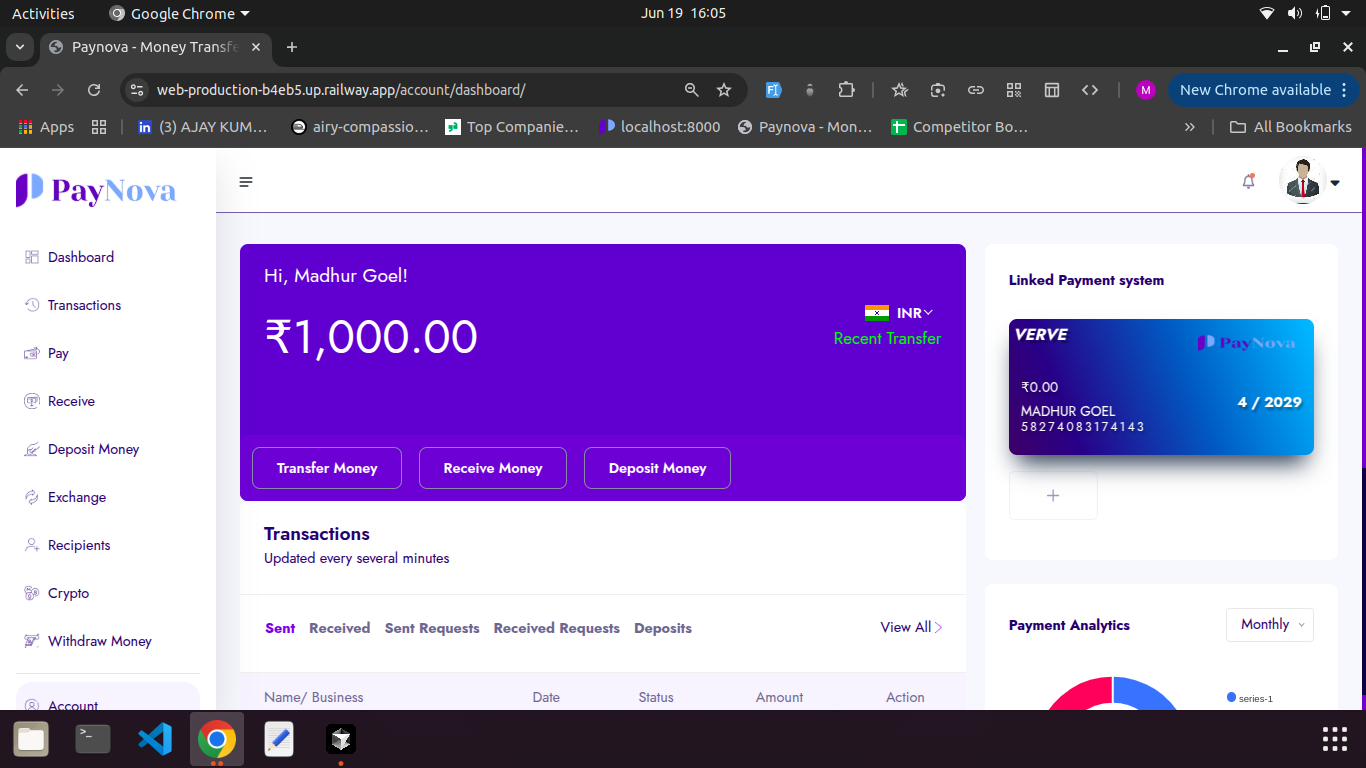 Activities Google Chrome Jun 19 16:05
Paynova - Money Transfe
web-production-b4eb5.up.railway.app/account/dashboard/ M New Chrome available
Apps (3) AJAY KUM... airy-compassio... Top Companie... localhost:8000 Paynova - Mon... Competitor Bo... » All Bookmarks
PayNova
Dashboard
Transactions
Pay
Receive
Deposit Money
Exchange
Recipients
Crypto
Withdraw Money
Account
Hi, Madhur Goel!
₹1,000.00
INR
Recent Transfer
Transfer Money Receive Money Deposit Money
Transactions
Updated every several minutes
Sent Received Sent Requests Received Requests Deposits View All
Name/ Business Date Status Amount Action
Linked Payment system
VERVE PayNova
₹0.00
4 / 2029
MADHUR GOEL
58274083174143
+
Payment Analytics Monthly
series-1